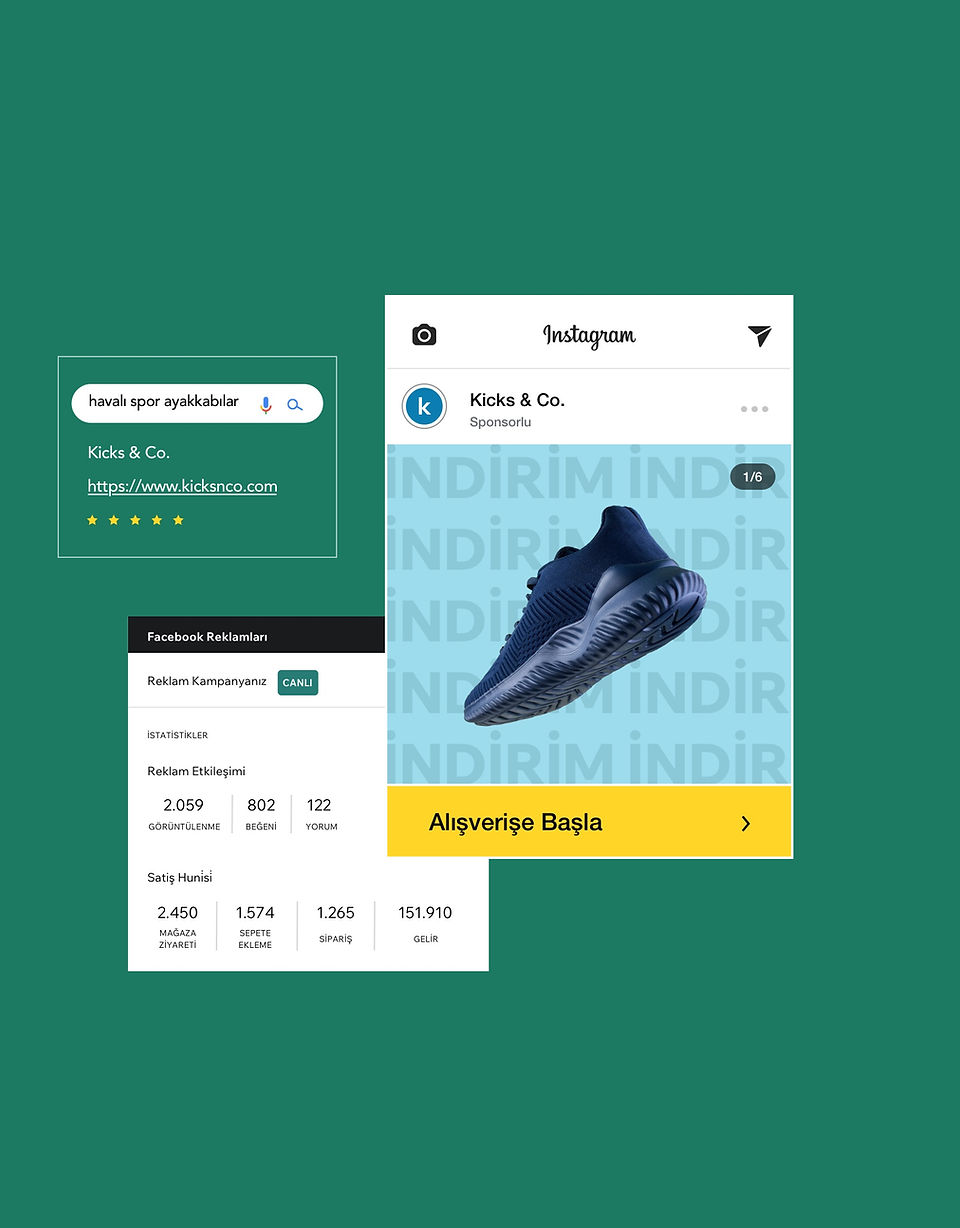 havalı spor ayakkabılar
Kicks & Co.
https://www.kicksnco.com
Instagram
k
Kicks & Co.
Sponsorlu
1/6
İNDİRİM İNDİR
İNDİRİM İNDİR
İNDİRİM İNDİR
İNDİRİM İNDİR
İNDİRİM İNDİR
Alışverişe Başla
Facebook Reklamları
Reklam Kampanyanız CANLI
İSTATİSTİKLER
Reklam Etkileşimi
2.059 802 122
GÖRÜNTÜLENME BEĞENİ YORUM
Satiş Hunisi
2.450 1.574 1.265 151.910
MAĞAZA ZİYARETİ SEPETE EKLEME SİPARİŞ GELİR